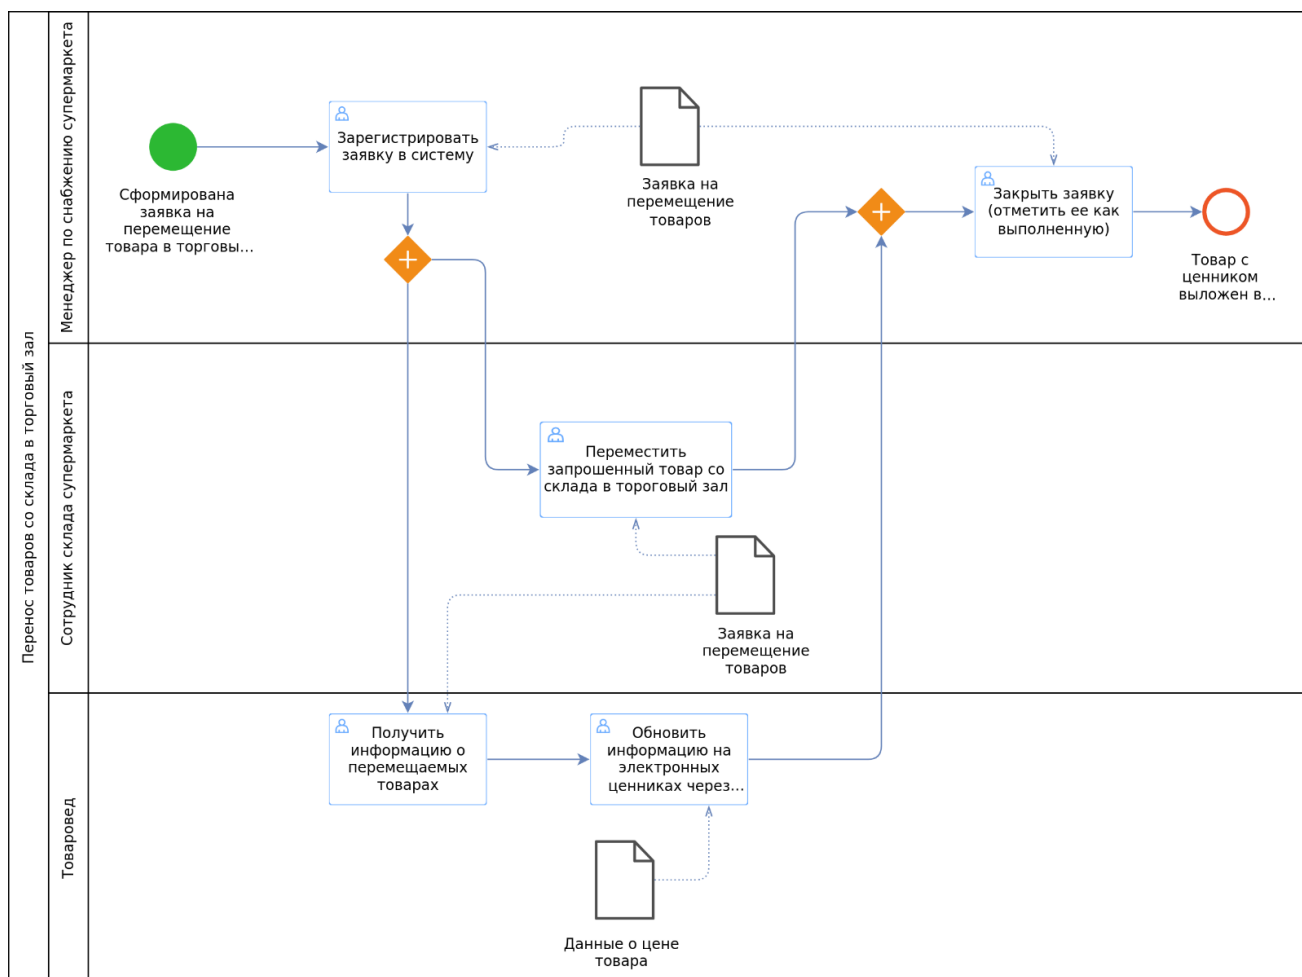 Перенос товаров со склада в торговый зал
Менеджер по снабжению супермаркета
Сформирована
заявка на
перемещение
товара в торговы...
Зарегистрировать
заявку в систему
Заявка на
перемещение
товаров
Закрыть заявку
(отметить ее как
выполненную)
Товар с
ценником
выложен в...
Сотрудник склада супермаркета
Переместить
запрошенный товар со
склада в тороговый зал
Заявка на
перемещение
товаров
Товаровед
Получить
информацию о
перемещаемых
товарах
Обновить
информацию на
электронных
ценниках через...
Данные о цене
товара